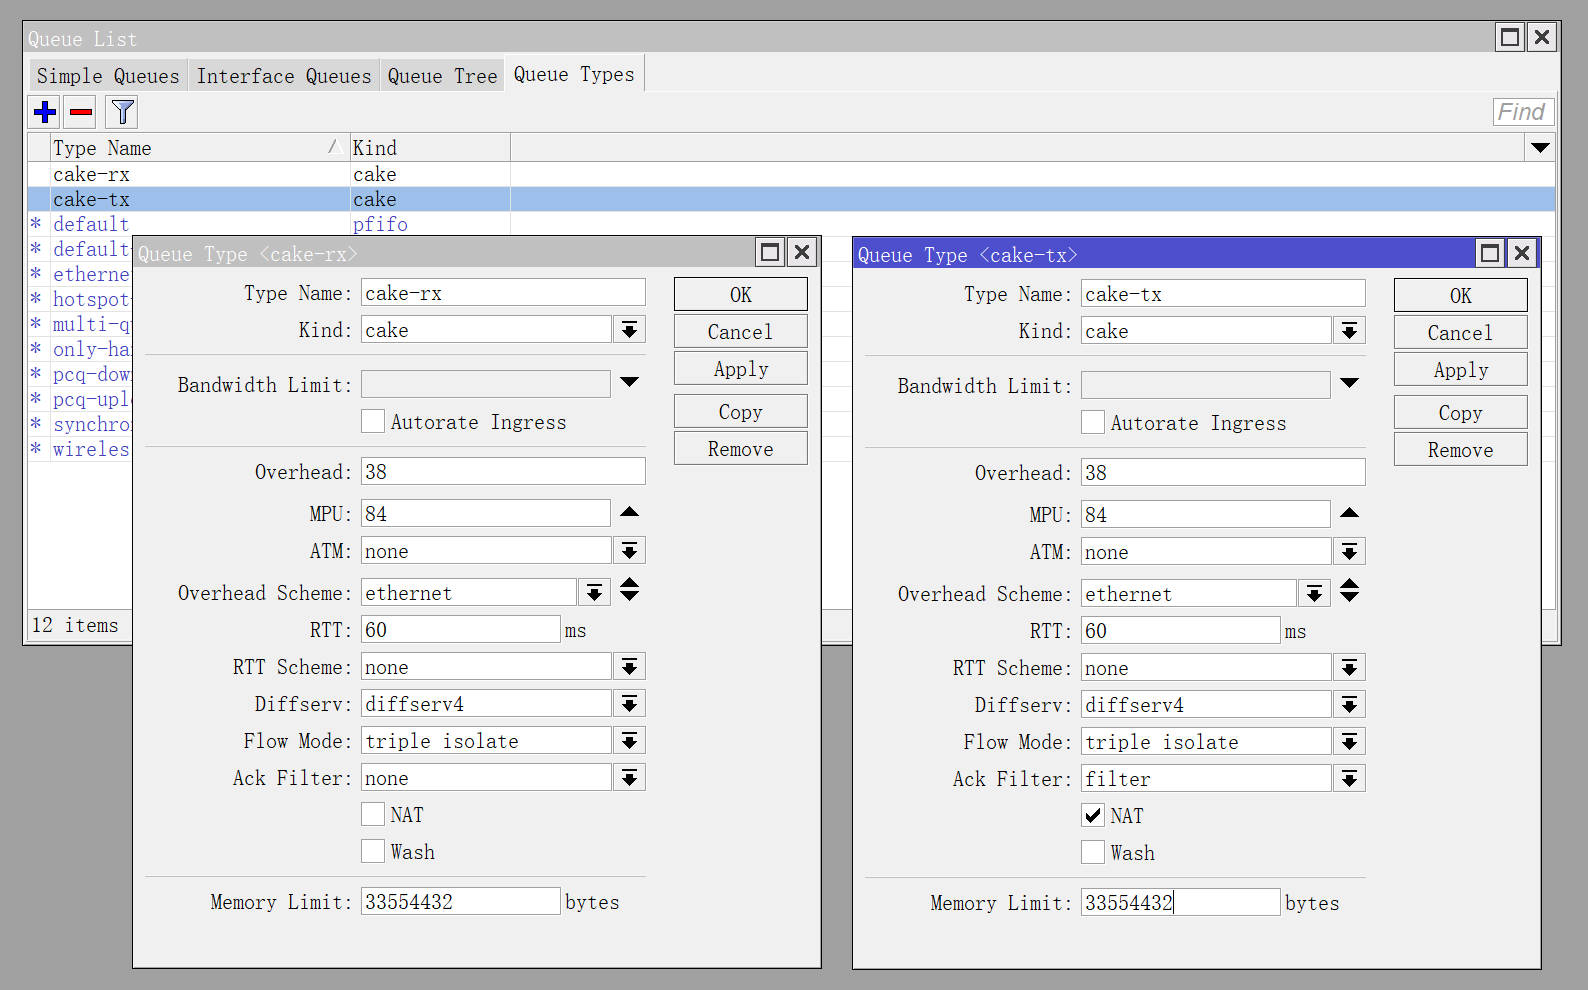 Queue List
Simple Queues Interface Queues Queue Tree Queue Types
Find
Type Name Kind
cake-rx cake
cake-tx cake
* default pfifo
* default-
* ethernet
* hotspot-
* multi-qu
* only-har
* pcq-down
* pcq-uplo
* synchron
* wireles
12 items
Queue Type <cake-rx>
Type Name: cake-rx
OK
Kind: cake
Cancel
Bandwidth Limit:
Apply
Autorate Ingress
Copy
Remove
Overhead: 38
MPU: 84
ATM: none
Overhead Scheme: ethernet
RTT: 60 ms
RTT Scheme: none
Diffserv: diffserv4
Flow Mode: triple isolate
Ack Filter: none
NAT
Wash
Memory Limit: 33554432 bytes
Queue Type <cake-tx>
Type Name: cake-tx
OK
Kind: cake
Cancel
Bandwidth Limit:
Apply
Autorate Ingress
Copy
Remove
Overhead: 38
MPU: 84
ATM: none
Overhead Scheme: ethernet
RTT: 60 ms
RTT Scheme: none
Diffserv: diffserv4
Flow Mode: triple isolate
Ack Filter: filter
NAT
Wash
Memory Limit: 33554432 bytes